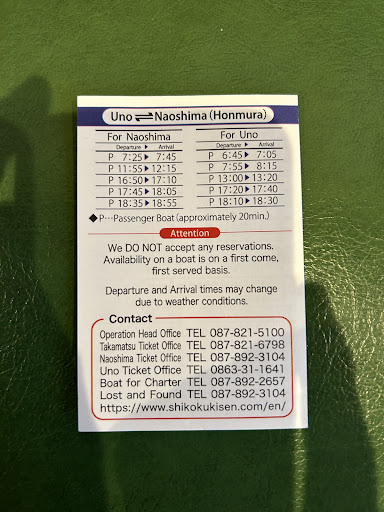 Uno ⇌ Naoshima (Honmura)
For Naoshima For Uno
Departure ▶ Arrival Departure ▶ Arrival
P 7:25▶ 7:45 P 6:45▶ 7:05
P 11:55▶12:15 P 7:55▶ 8:15
P 16:50▶17:10 P 13:00▶13:20
P 17:45▶18:05 P 17:20▶17:40
P 18:35▶18:55 P 18:10▶18:30
◆P…Passenger Boat (approximately 20min.)
Attention
We DO NOT accept any reservations.
Availability on a boat is on a first come,
first served basis.
Departure and Arrival times may change
due to weather conditions.
Contact
Operation Head Office TEL 087-821-5100
Takamatsu Ticket Office TEL 087-821-6798
Naoshima Ticket Office TEL 087-892-3104
Uno Ticket Office TEL 0863-31-1641
Boat for Charter TEL 087-892-2657
Lost and Found TEL 087-892-3104
https://www.shikokukisen.com/en/